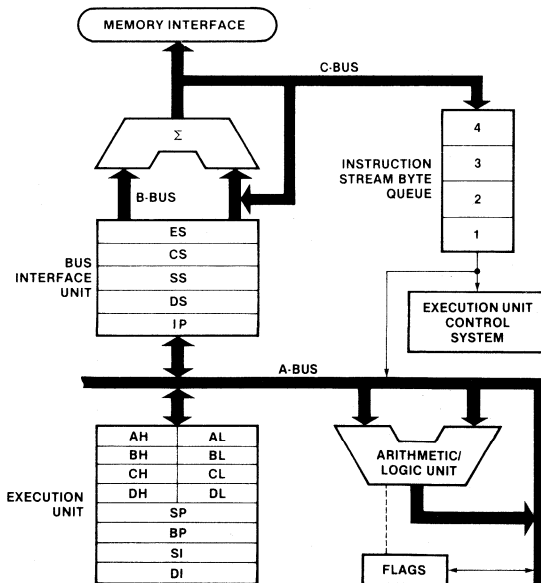 MEMORY INTERFACE
C-BUS
Σ
B-BUS
4
3
2
1
INSTRUCTION
STREAM BYTE
QUEUE
ES
CS
SS
DS
IP
BUS
INTERFACE
UNIT
EXECUTION UNIT
CONTROL
SYSTEM
A-BUS
AH AL
BH BL
CH CL
DH DL
SP
BP
SI
DI
EXECUTION
UNIT
ARITHMETIC/
LOGIC UNIT
FLAGS